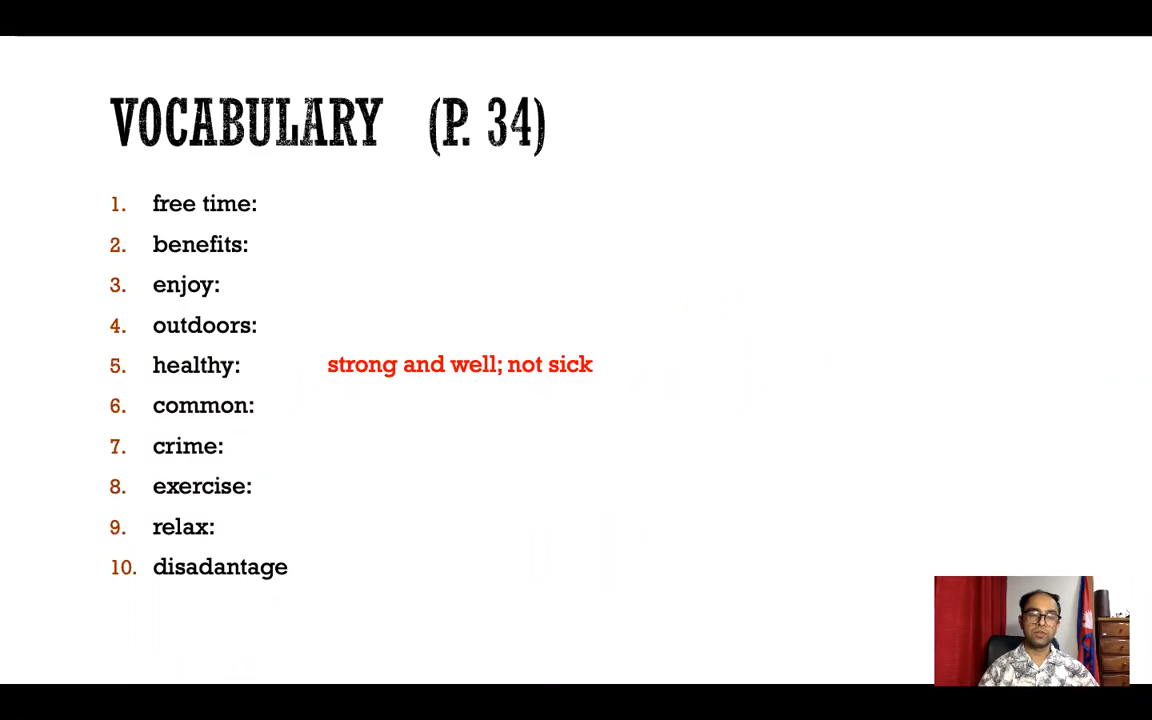 VOCABULARY (P. 34)
1. free time:
2. benefits:
3. enjoy:
4. outdoors:
5. healthy: strong and well; not sick
6. common:
7. crime:
8. exercise:
9. relax:
10. disadantage